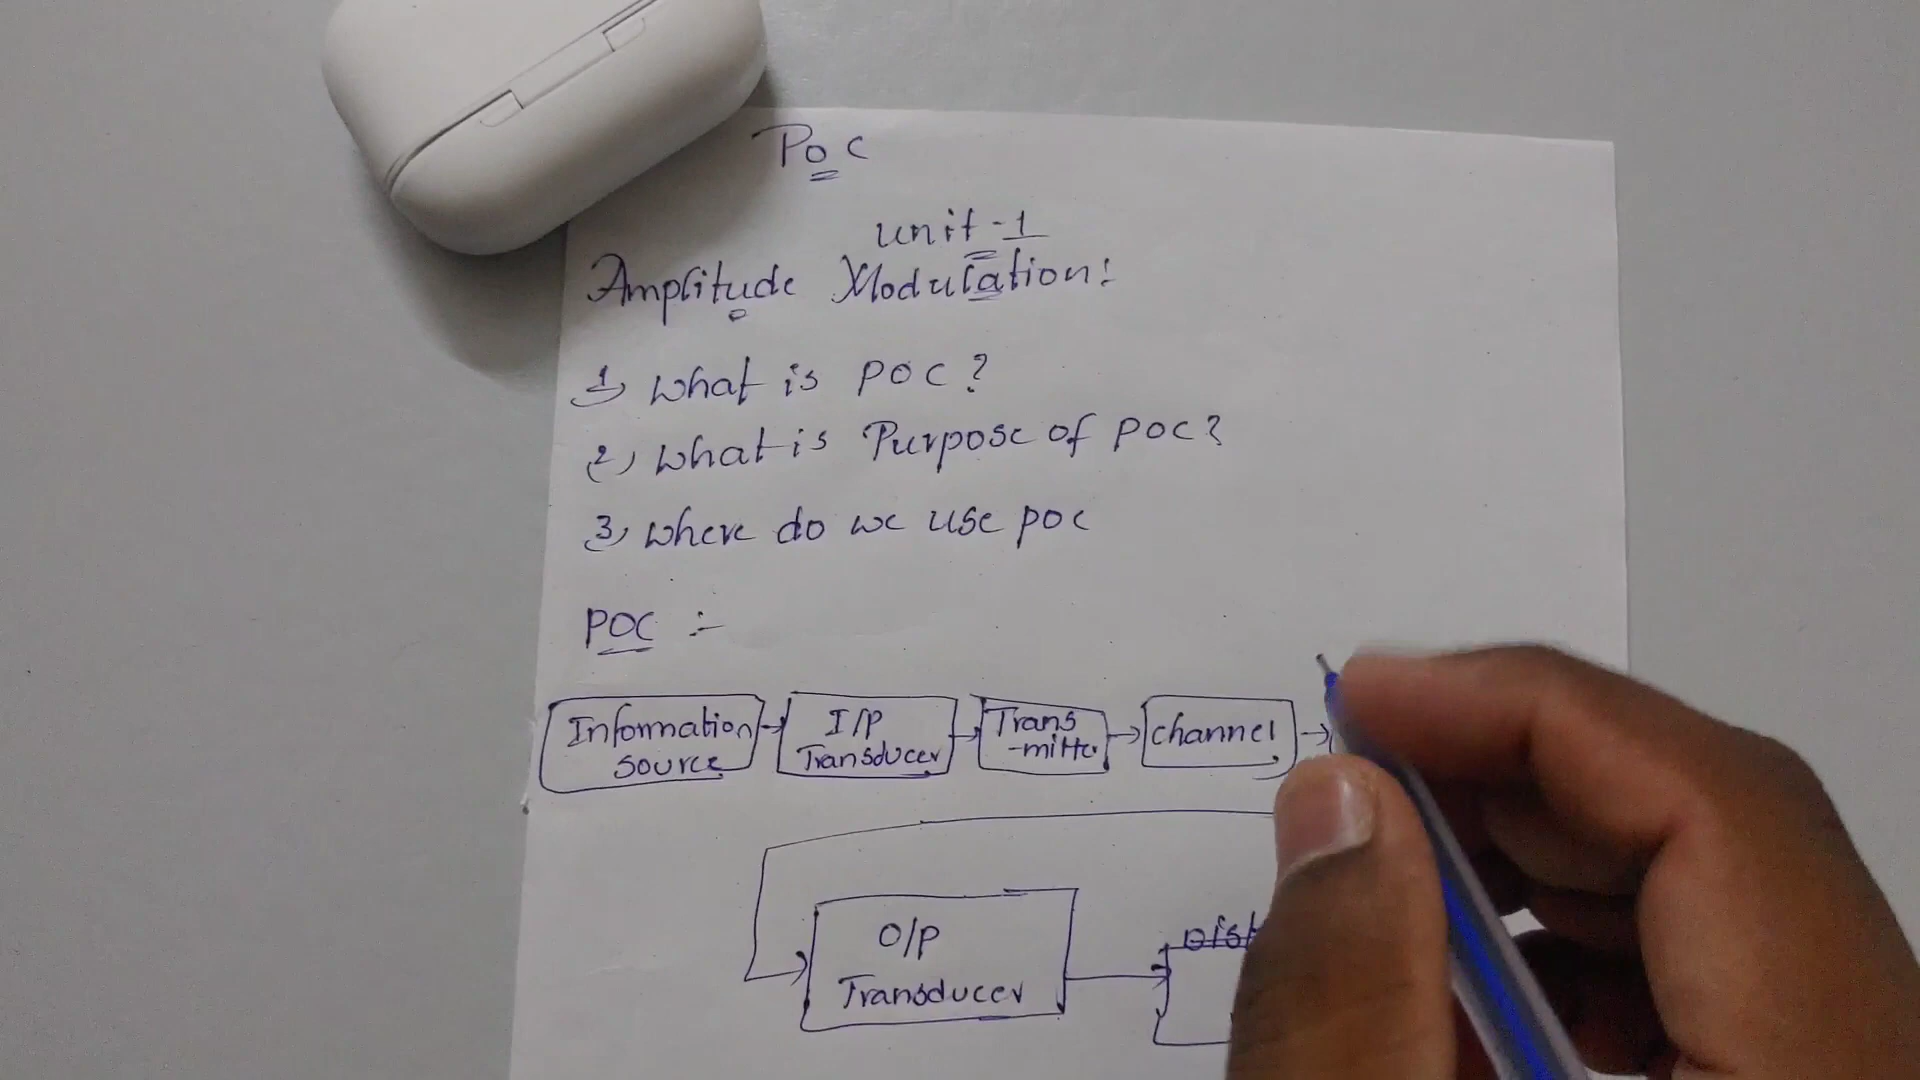 POC
unit-1
Amplitude Modulation:
1) What is POC?
2) What is Purpose of POC?
3) Where do we use POC
POC :-
Information source
I/P Transducer
Trans-mitter
channel
O/P Transducer